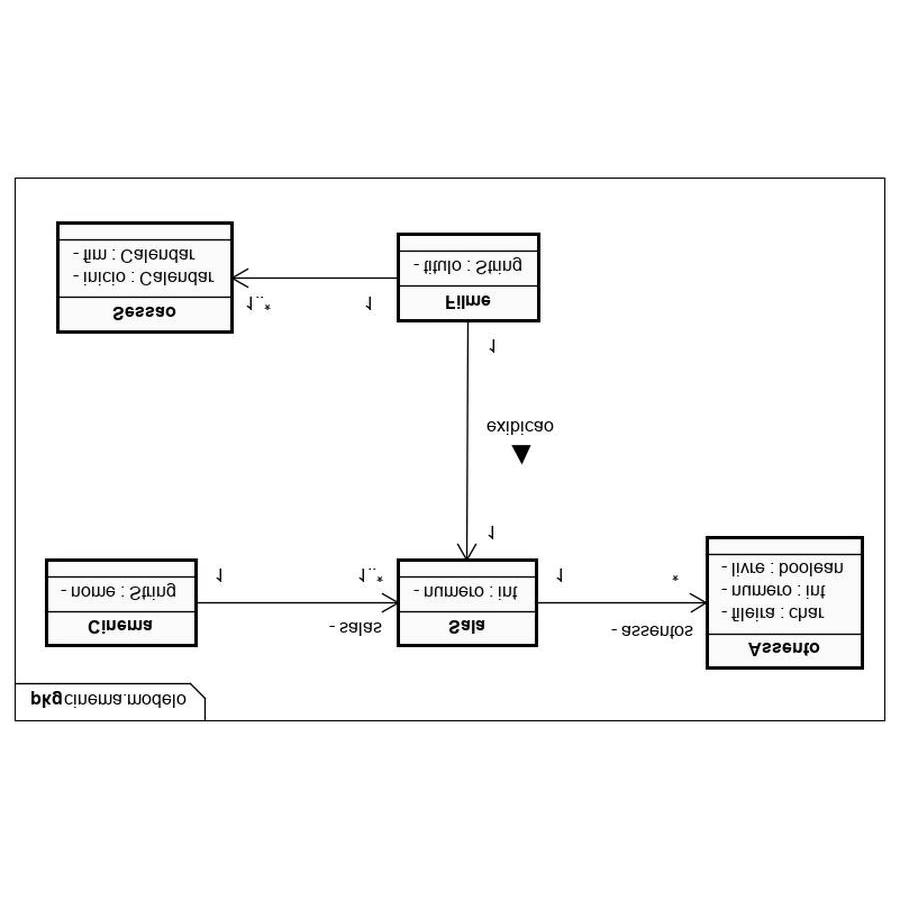 pkg cinema.modelo
Cinema
- nome : String
1
- salas
1..*
Sala
- numero : int
1
- assentos
*
Assento
- fileira : char
- numero : int
- livre : boolean
1
exibicao
1
Sessao
- inicio : Calendar
- fim : Calendar
1..*
1
Filme
- titulo : String